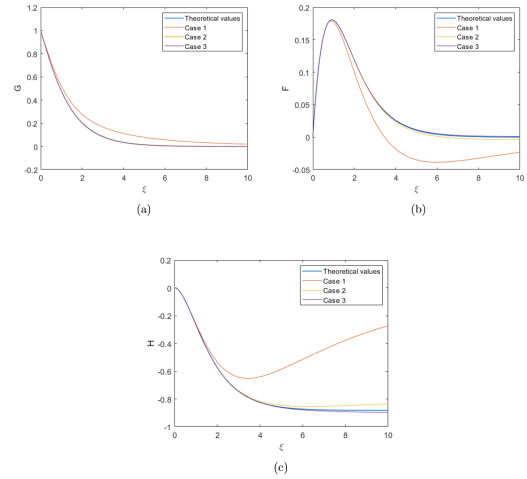 1.2
1
0.8
0.6
0.4
0.2
0
-0.2
G
0 2 4 6 8 10
ξ
Theoretical values
Case 1
Case 2
Case 3
(a)
0.2
0.15
0.1
0.05
0
-0.05
F
0 2 4 6 8 10
ξ
Theoretical values
Case 1
Case 2
Case 3
(b)
0.2
0
-0.2
-0.4
-0.6
-0.8
-1
H
0 2 4 6 8 10
ξ
Theoretical values
Case 1
Case 2
Case 3
(c)